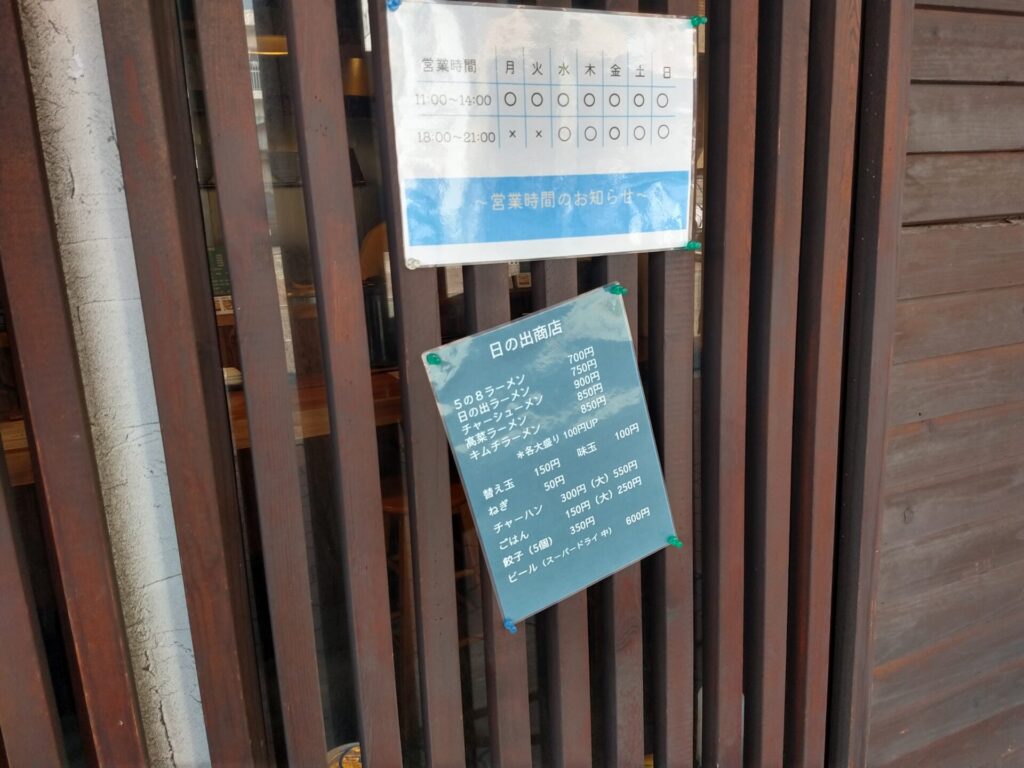 営業時間 月 火 水 木 金 土 日
11:00～14:00 〇 〇 〇 〇 〇 〇 〇
18:00～21:00 × × 〇 〇 〇 〇 〇
～営業時間のお知らせ～
日の出商店
5の8ラーメン 700円
日の出ラーメン 750円
チャーシューメン 900円
高菜ラーメン 850円
キムチラーメン 850円
＊各大盛り 100円UP
替え玉 150円 味玉 100円
ねぎ 50円
チャーハン 300円（大）550円
ごはん 150円（大）250円
餃子（5個） 350円
ビール（スーパードライ 中） 600円